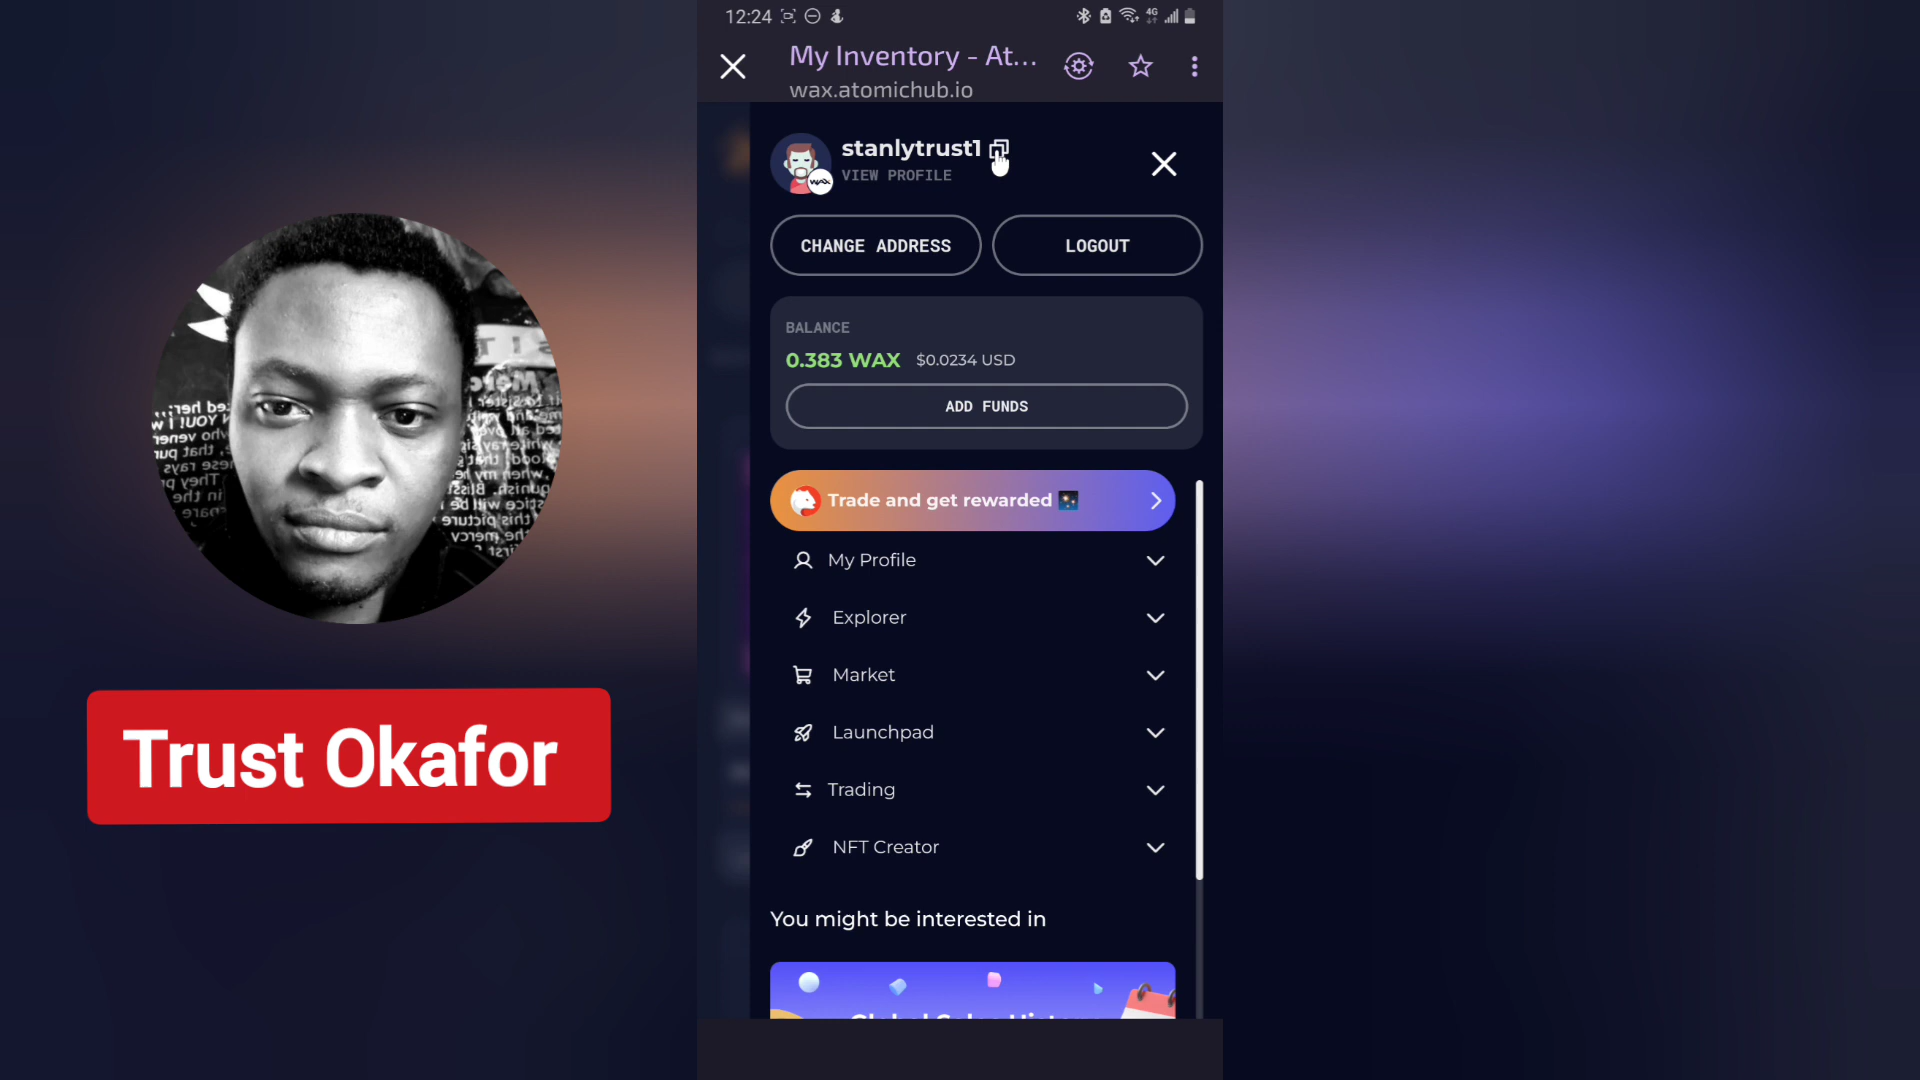 12:24
4G
My Inventory - At...
wax.atomichub.io
stanlytrust1
VIEW PROFILE
CHANGE ADDRESS
LOGOUT
BALANCE
0.383 WAX $0.0234 USD
ADD FUNDS
Trade and get rewarded
My Profile
Explorer
Market
Launchpad
Trading
NFT Creator
You might be interested in
Trust Okafor